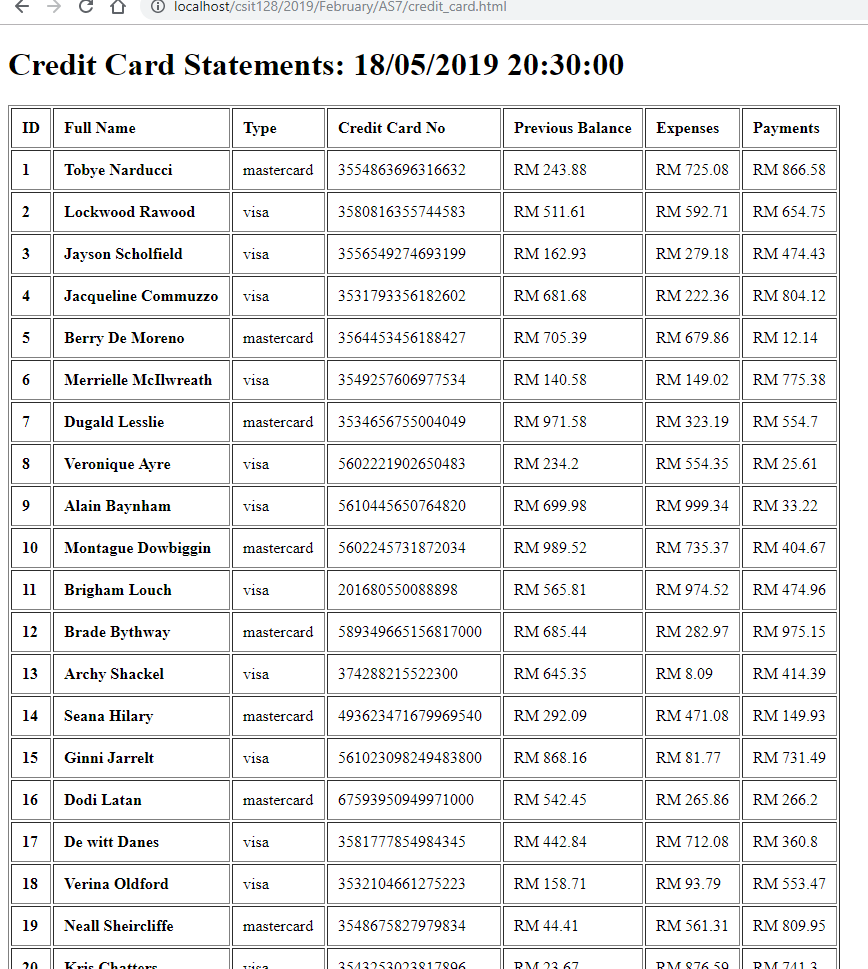 localhost/csit128/2019/February/AS7/credit_card.html
Credit Card Statements: 18/05/2019 20:30:00
ID Full Name Type Credit Card No Previous Balance Expenses Payments
1 Tobye Narducci mastercard 3554863696316632 RM 243.88 RM 725.08 RM 866.58
2 Lockwood Rawood visa 3580816355744583 RM 511.61 RM 592.71 RM 654.75
3 Jayson Scholfield visa 3556549274693199 RM 162.93 RM 279.18 RM 474.43
4 Jacqueline Commuzzo visa 3531793356182602 RM 681.68 RM 222.36 RM 804.12
5 Berry De Moreno mastercard 3564453456188427 RM 705.39 RM 679.86 RM 12.14
6 Merrielle McIlwreath visa 3549257606977534 RM 140.58 RM 149.02 RM 775.38
7 Dugald Lesslie mastercard 3534656755004049 RM 971.58 RM 323.19 RM 554.7
8 Veronique Ayre visa 5602221902650483 RM 234.2 RM 554.35 RM 25.61
9 Alain Baynham visa 5610445650764820 RM 699.98 RM 999.34 RM 33.22
10 Montague Dowbiggin mastercard 5602245731872034 RM 989.52 RM 735.37 RM 404.67
11 Brigham Louch visa 201680550088898 RM 565.81 RM 974.52 RM 474.96
12 Brade Bythway mastercard 589349665156817000 RM 685.44 RM 282.97 RM 975.15
13 Archy Shackel visa 374288215522300 RM 645.35 RM 8.09 RM 414.39
14 Seana Hilary mastercard 493623471679969540 RM 292.09 RM 471.08 RM 149.93
15 Ginni Jarrelt visa 561023098249483800 RM 868.16 RM 81.77 RM 731.49
16 Dodi Latan mastercard 67593950949971000 RM 542.45 RM 265.86 RM 266.2
17 De witt Danes visa 3581777854984345 RM 442.84 RM 712.08 RM 360.8
18 Verina Oldford visa 3532104661275223 RM 158.71 RM 93.79 RM 553.47
19 Neall Sheircliffe mastercard 3548675827979834 RM 44.41 RM 561.31 RM 809.95
20 Kris Chatters visa 3543253023817896 RM 23.67 RM 876.59 RM 741.3